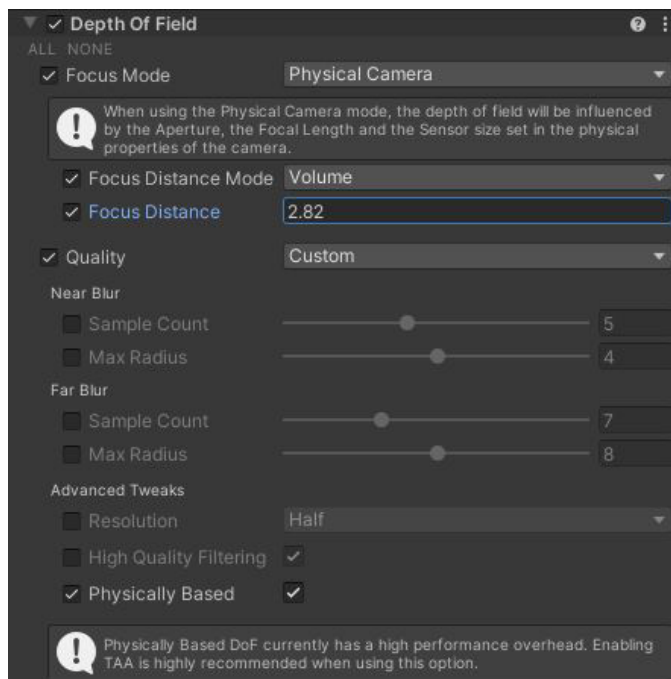 Depth Of Field
ALL NONE
Focus Mode Physical Camera
When using the Physical Camera mode, the depth of field will be influenced
by the Aperture, the Focal Length and the Sensor size set in the physical
properties of the camera.
Focus Distance Mode Volume
Focus Distance 2.82
Quality Custom
Near Blur
Sample Count 5
Max Radius 4
Far Blur
Sample Count 7
Max Radius 8
Advanced Tweaks
Resolution Half
High Quality Filtering
Physically Based
Physically Based DoF currently has a high performance overhead. Enabling
TAA is highly recommended when using this option.